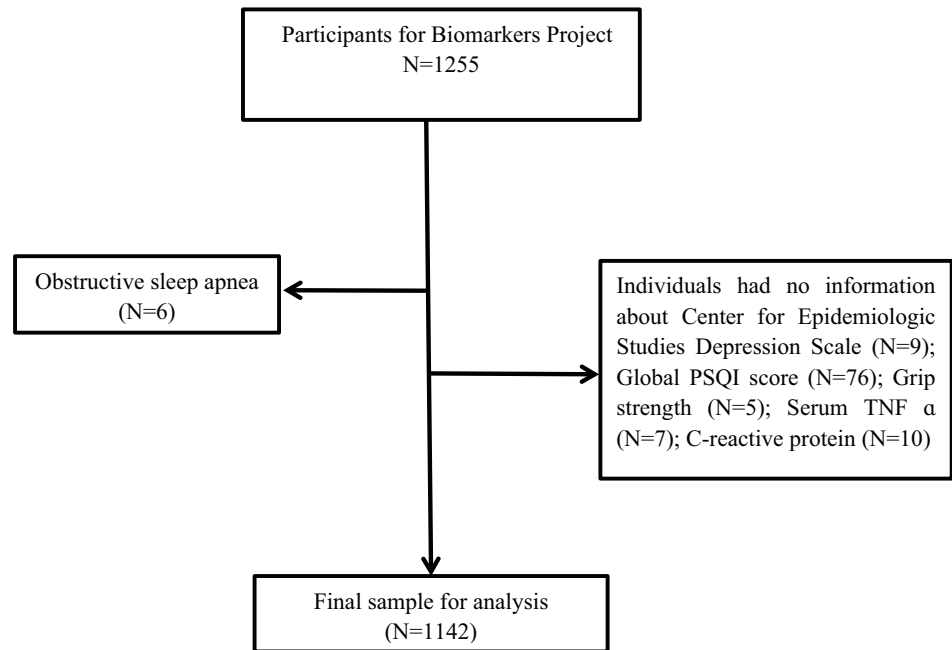 Participants for Biomarkers Project
N=1255
Obstructive sleep apnea
(N=6)
Individuals had no information
about Center for Epidemiologic
Studies Depression Scale (N=9);
Global PSQI score (N=76); Grip
strength (N=5); Serum TNF ɑ
(N=7); C-reactive protein (N=10)
Final sample for analysis
(N=1142)